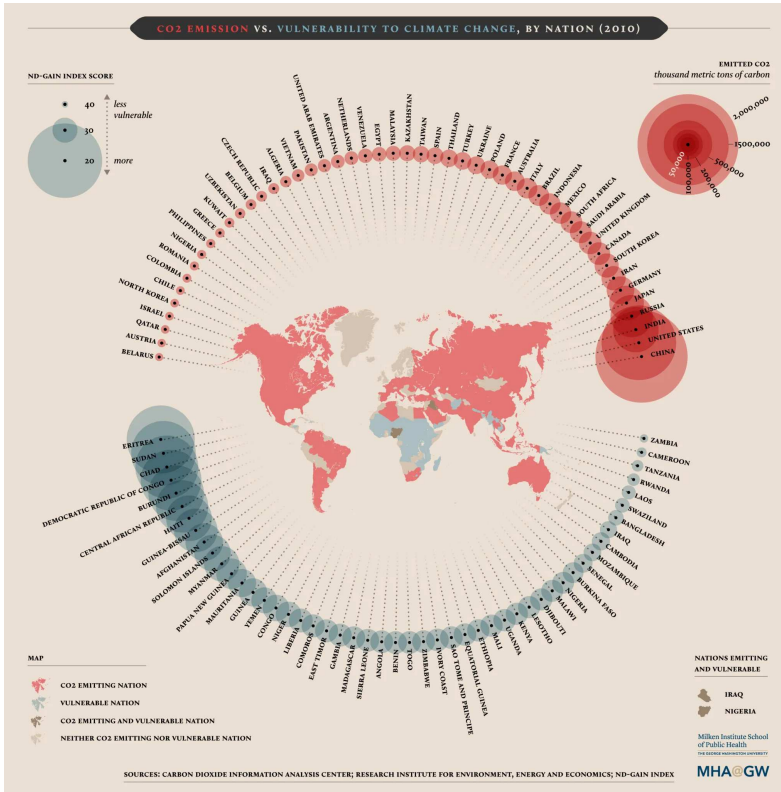 CO2 EMISSION VS. VULNERABILITY TO CLIMATE CHANGE, BY NATION (2010)
ND-GAIN INDEX SCORE
40
30
20
less
vulnerable
more
EMITTED CO2
thousand metric tons of carbon
2,000,000
1500,000
500,000
200,000
100,000
50,000
BELARUS
AUSTRIA
QATAR
ISRAEL
NORTH KOREA
CHILE
COLOMBIA
ROMANIA
NIGERIA
PHILIPPINES
GREECE
KUWAIT
UZBEKISTAN
BELGIUM
CZECH REPUBLIC
IRAQ
ALGERIA
VIETNAM
PAKISTAN
UNITED ARAB EMIRATES
ARGENTINA
NETHERLANDS
VENEZUELA
EGYPT
MALAYSIA
KAZAKHSTAN
TAIWAN
SPAIN
THAILAND
TURKEY
UKRAINE
POLAND
FRANCE
AUSTRALIA
ITALY
BRAZIL
INDONESIA
MEXICO
SOUTH AFRICA
SAUDI ARABIA
UNITED KINGDOM
CANADA
SOUTH KOREA
IRAN
GERMANY
JAPAN
RUSSIA
INDIA
UNITED STATES
CHINA
ERITREA
SUDAN
CHAD
DEMOCRATIC REPUBLIC OF CONGO
BURUNDI
CENTRAL AFRICAN REPUBLIC
HAITI
GUINEA-BISSAU
AFGHANISTAN
SOLOMON ISLANDS
MYANMAR
PAPUA NEW GUINEA
MAURITANIA
GUINEA
YEMEN
CONGO
NIGER
LIBERIA
COMOROS
EAST TIMOR
GAMBIA
MADAGASCAR
SIERRA LEONE
ANGOLA
BENIN
TOGO
ZIMBABWE
IVORY COAST
SAO TOME AND PRINCIPE
EQUATORIAL GUINEA
ETHIOPIA
MALI
UGANDA
KENYA
LESOTHO
DJIBOUTI
MALAWI
NIGERIA
BURKINA FASO
SENEGAL
MOZAMBIQUE
CAMBODIA
IRAQ
BANGLADESH
SWAZILAND
LAOS
RWANDA
TANZANIA
CAMEROON
ZAMBIA
MAP
CO2 EMITTING NATION
VULNERABLE NATION
CO2 EMITTING AND VULNERABLE NATION
NEITHER CO2 EMITTING NOR VULNERABLE NATION
NATIONS EMITTING
AND VULNERABLE
IRAQ
NIGERIA
Milken Institute School
of Public Health
THE GEORGE WASHINGTON UNIVERSITY
MHA@GW
SOURCES: CARBON DIOXIDE INFORMATION ANALYSIS CENTER; RESEARCH INSTITUTE FOR ENVIRONMENT, ENERGY AND ECONOMICS; ND-GAIN INDEX